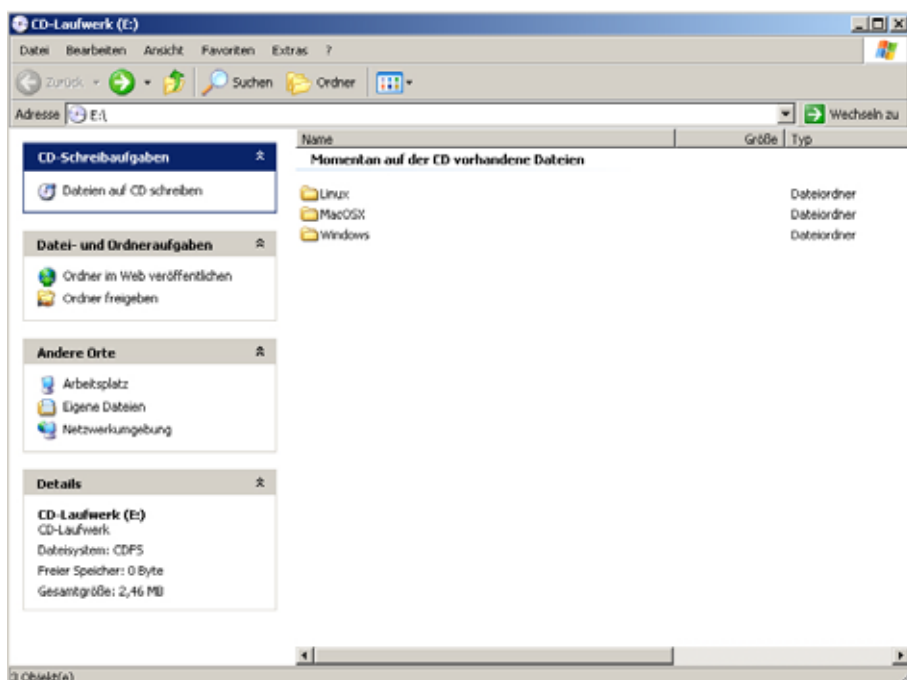 CD-Laufwerk (E:)
Datei Bearbeiten Ansicht Favoriten Extras ?
Zurück Suchen Ordner
Adresse E:\ Wechseln zu
Name Größe Typ
CD-Schreibaufgaben
Momentan auf der CD vorhandene Dateien
Dateien auf CD schreiben
Linux Dateiordner
MacOSX Dateiordner
Windows Dateiordner
Datei- und Ordneraufgaben
Ordner im Web veröffentlichen
Ordner freigeben
Andere Orte
Arbeitsplatz
Eigene Dateien
Netzwerkumgebung
Details
CD-Laufwerk (E:)
CD-Laufwerk
Dateisystem: CDFS
Freier Speicher: 0 Byte
Gesamtgröße: 2,46 MB
3 Objekt(e)